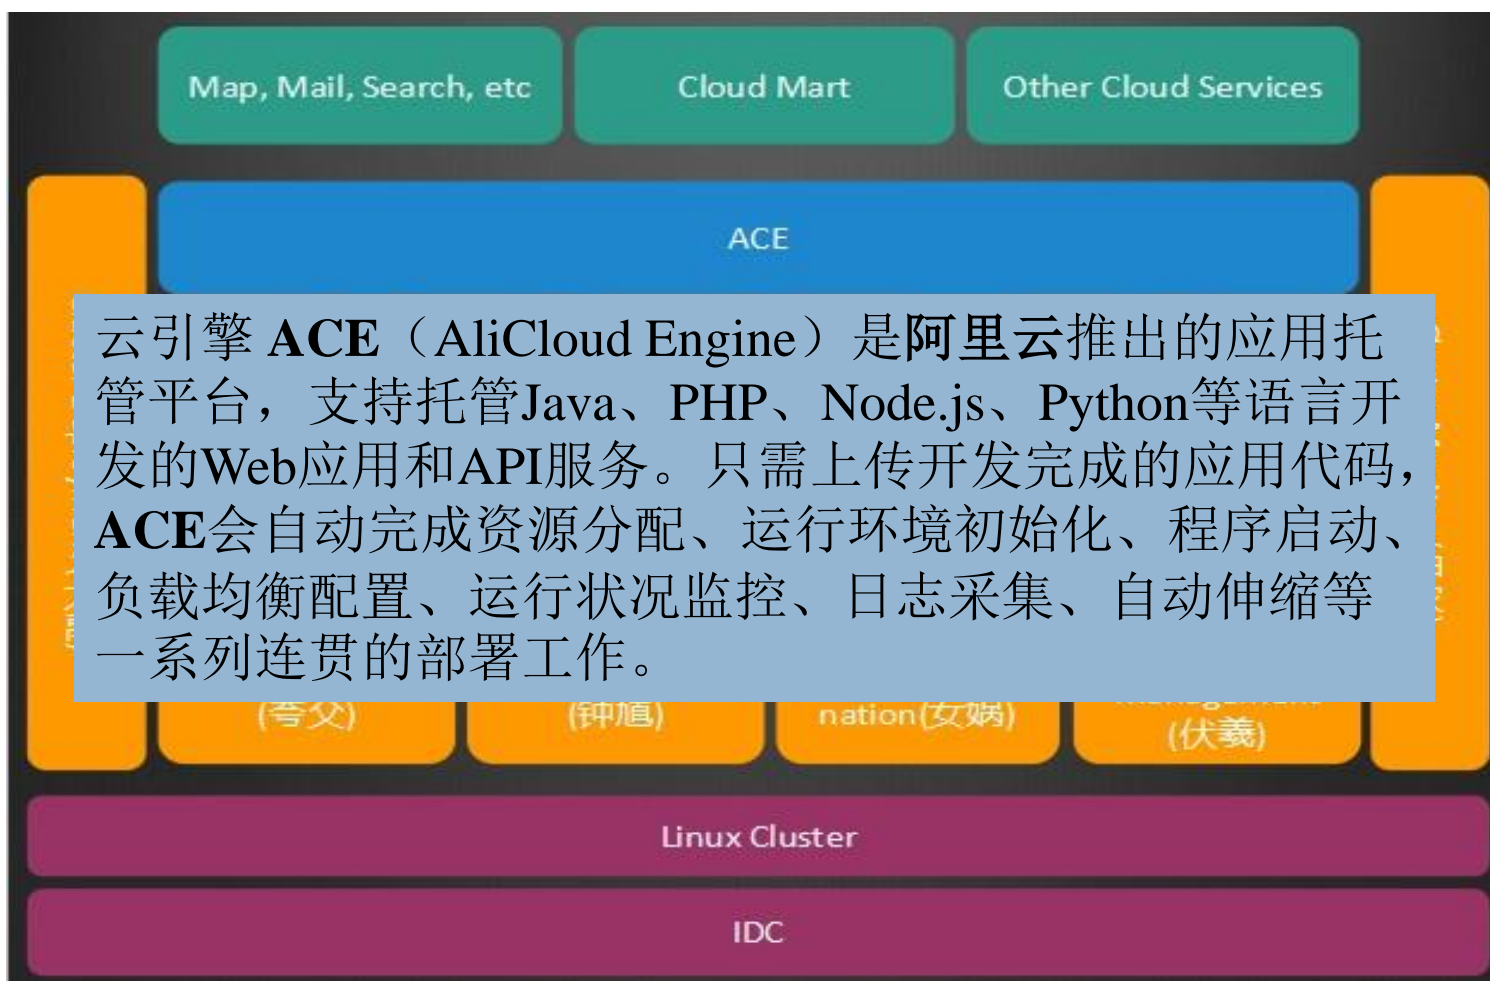 Map, Mail, Search, etc
Cloud Mart
Other Cloud Services
ACE
云引擎 ACE（AliCloud Engine）是阿里云推出的应用托
管平台，支持托管Java、PHP、Node.js、Python等语言开
发的Web应用和API服务。只需上传开发完成的应用代码，
ACE会自动完成资源分配、运行环境初始化、程序启动、
负载均衡配置、运行状况监控、日志采集、自动伸缩等
一系列连贯的部署工作。
(夸父)
(钟馗)
nation(女娲)
(伏羲)
Linux Cluster
IDC